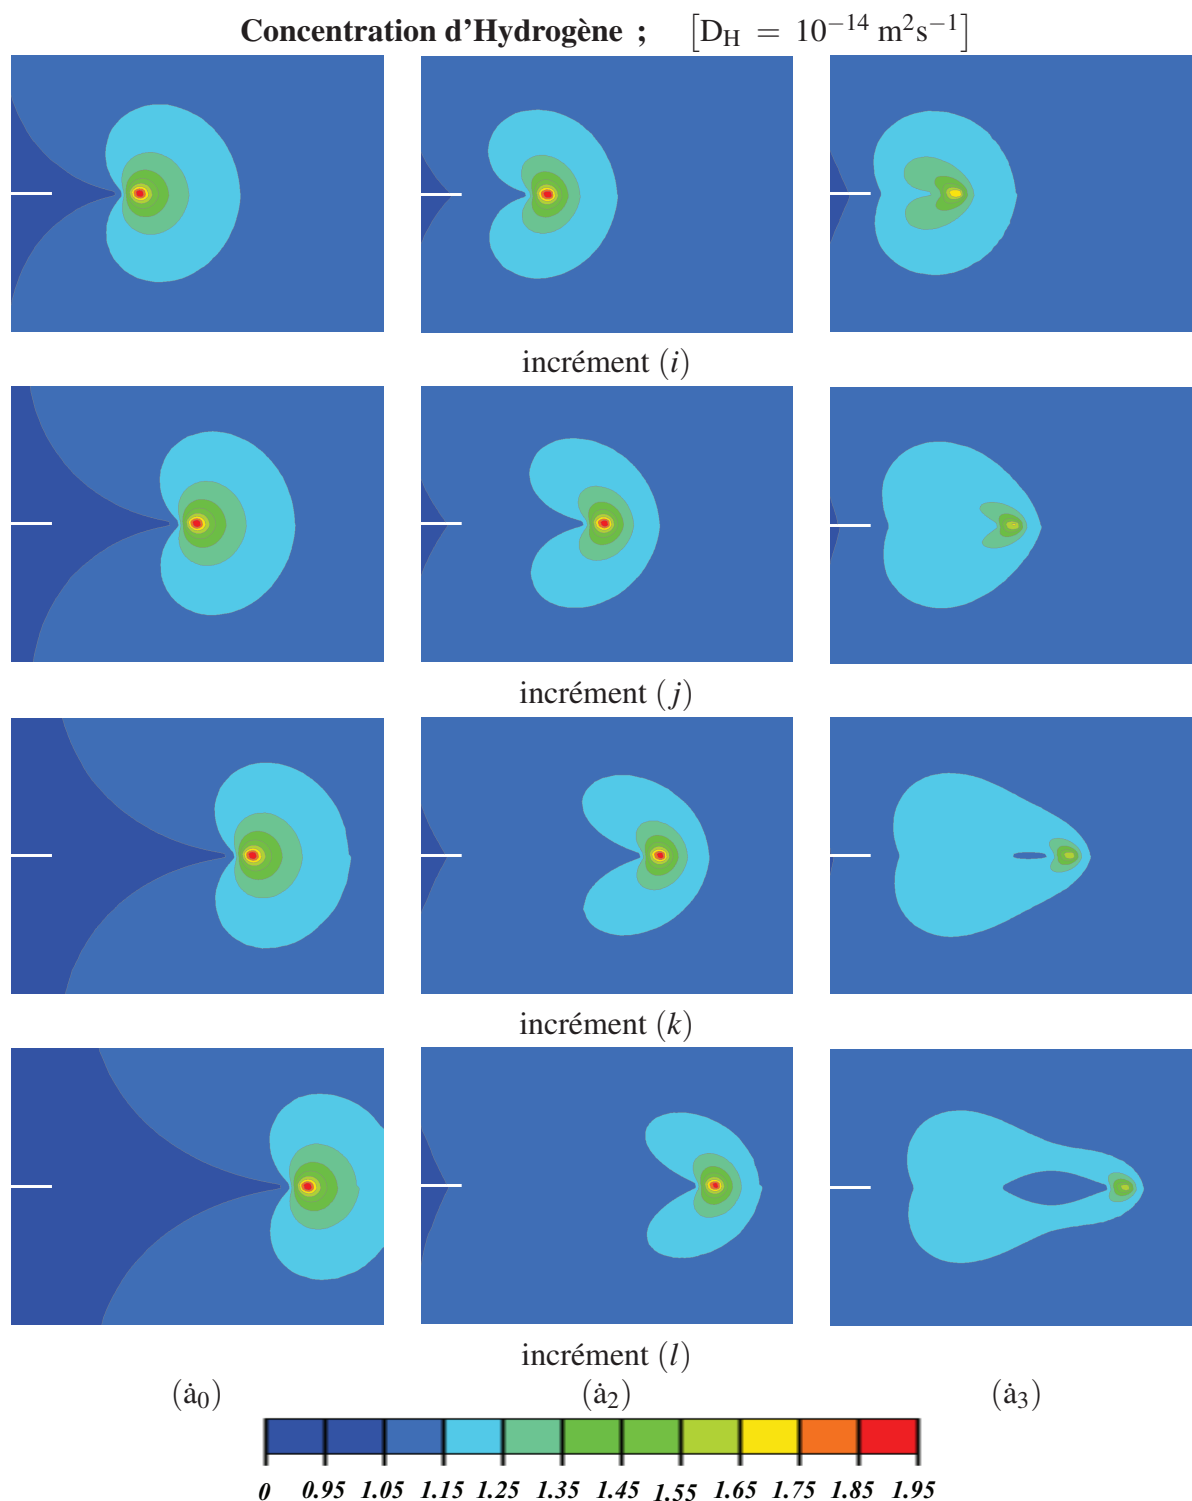 Concentration d'Hydrogène ; [D_H = 10⁻¹⁴ m²s⁻¹]
incrément (i)
incrément (j)
incrément (k)
incrément (l)
(ȧ₀) (ȧ₂) (ȧ₃)
0 0.95 1.05 1.15 1.25 1.35 1.45 1.55 1.65 1.75 1.85 1.95